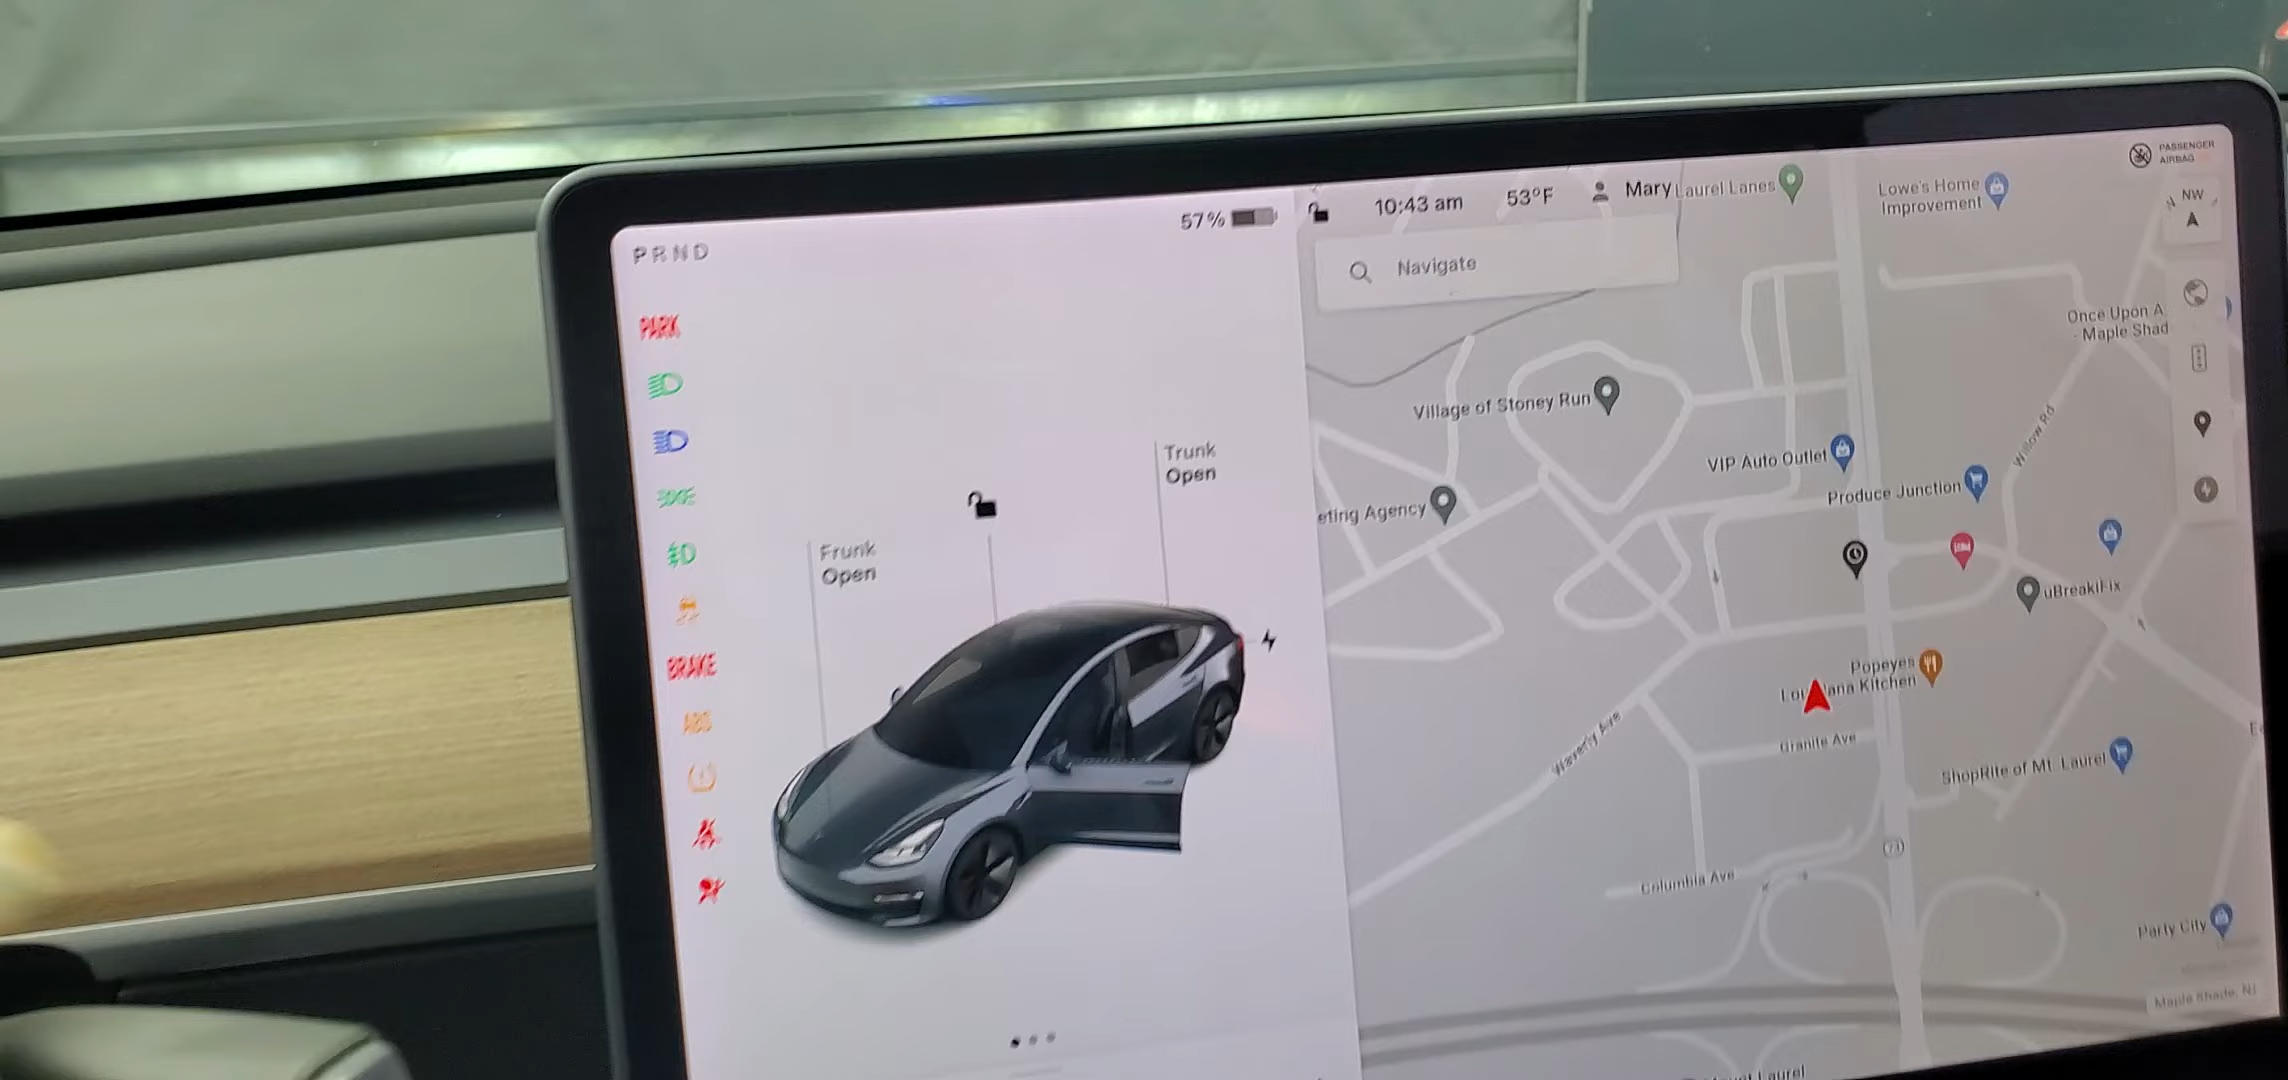 PASSENGER
AIRBAG
57%
10:43 am
53°F
Mary
Laurel Lanes
Lowe's Home
Improvement
NW
P R N D
Navigate
PARK
Once Upon A
- Maple Shad
Village of Stoney Run
Trunk
Open
VIP Auto Outlet
Willow Rd
Produce Junction
eting Agency
Frunk
Open
uBreakiFix
BRAKE
Popeyes
Kitchen
ABS
Waverly Ave
Granite Ave
ShopRite of Mt. Laurel
73
Columbia Ave
Party City
Maple Shade, NJ
Laurel